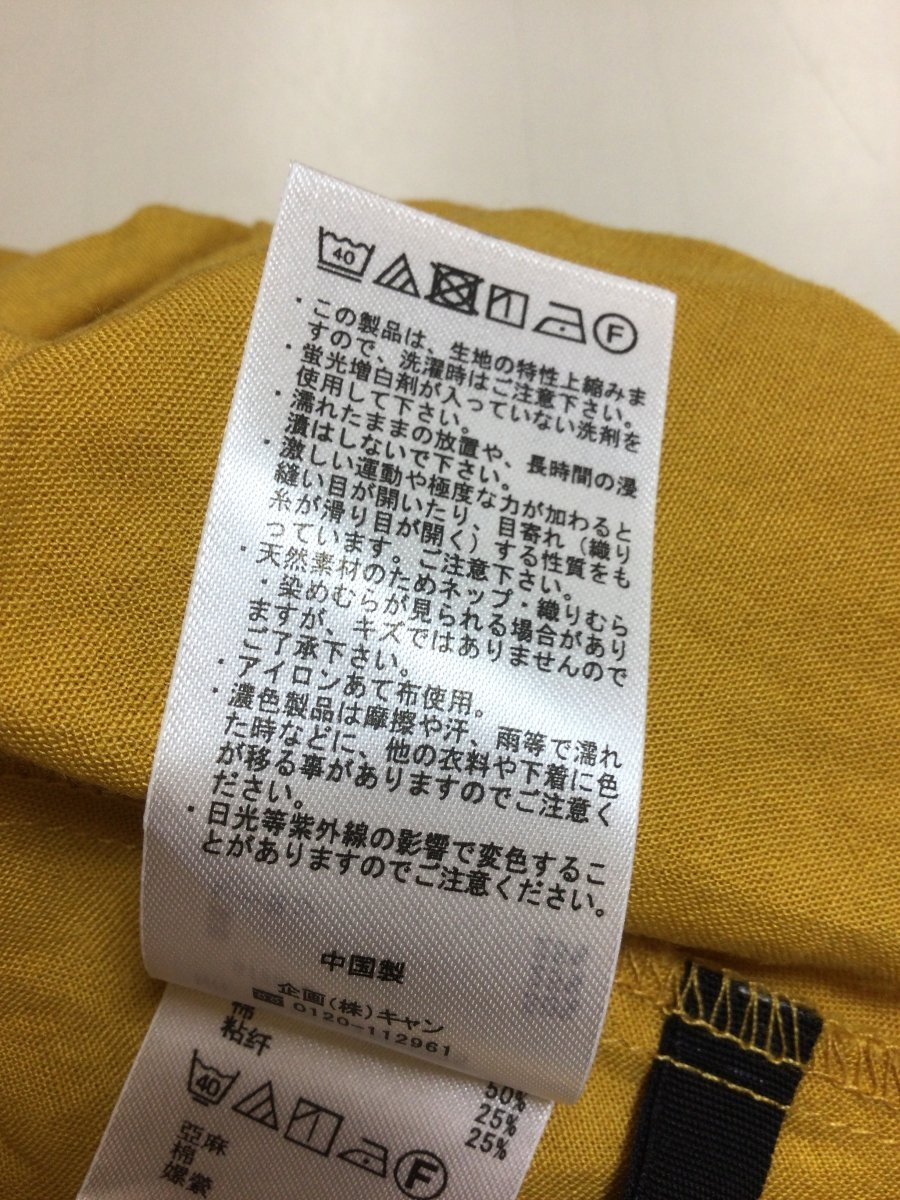 40 F
・この製品は、生地の特性上縮みま
すので、洗濯時はご注意下さい。
・蛍光増白剤が入っていない洗剤を
使用して下さい。
・濡れたままの放置や、長時間の浸
漬はしないで下さい。
・激しい運動や極度な力が加わると
縫い目が開いたり、目寄れ（織り
糸が滑り目が開く）する性質をも
っています。ご注意下さい。
・天然素材のためネップ・織りむら
・染めむらが見られる場合があり
ますが、キズではありませんので
ご了承下さい。
・アイロンあて布使用。
・濃色製品は摩擦や汗、雨等で濡れ
た時などに、他の衣料や下着に色
が移る事がありますのでご注意く
ださい。
・日光等紫外線の影響で変色するこ
とがありますのでご注意ください。
中国製
企画(株)キャン
0120-112961
粘纤
50%
25%
25%
40 F
亞麻
棉
嫘縈